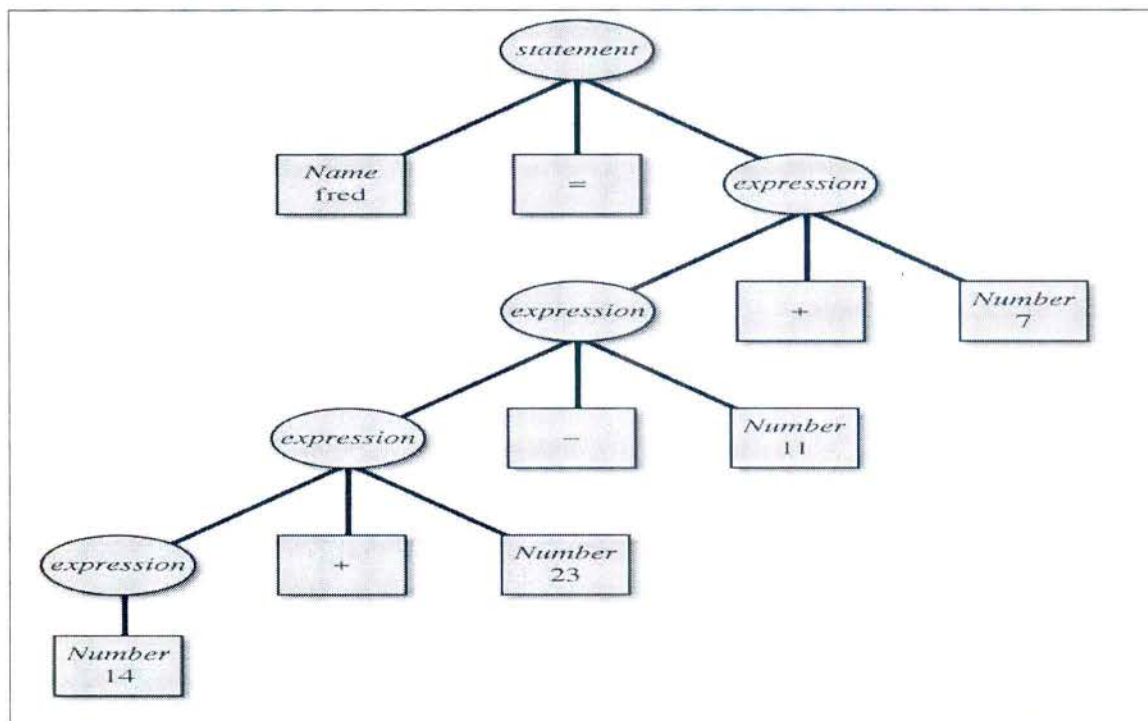 statement
Name
fred
=
expression
expression
+
Number
7
expression
−
Number
11
expression
+
Number
23
Number
14